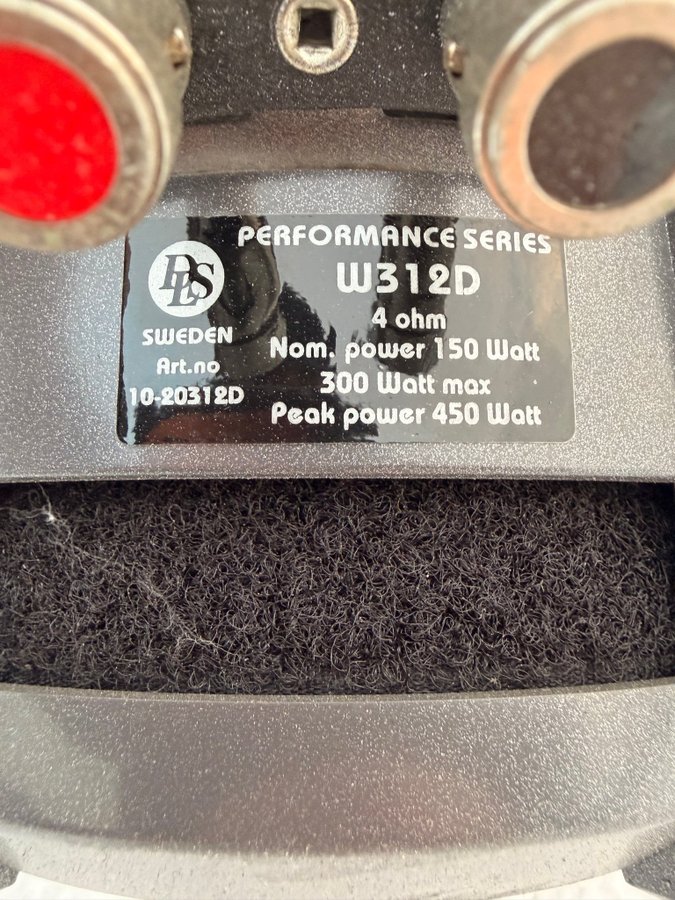 PERFORMANCE SERIES
DLS
W312D
SWEDEN
4 ohm
Art.no
Nom. power 150 Watt
10-20312D
300 Watt max
Peak power 450 Watt